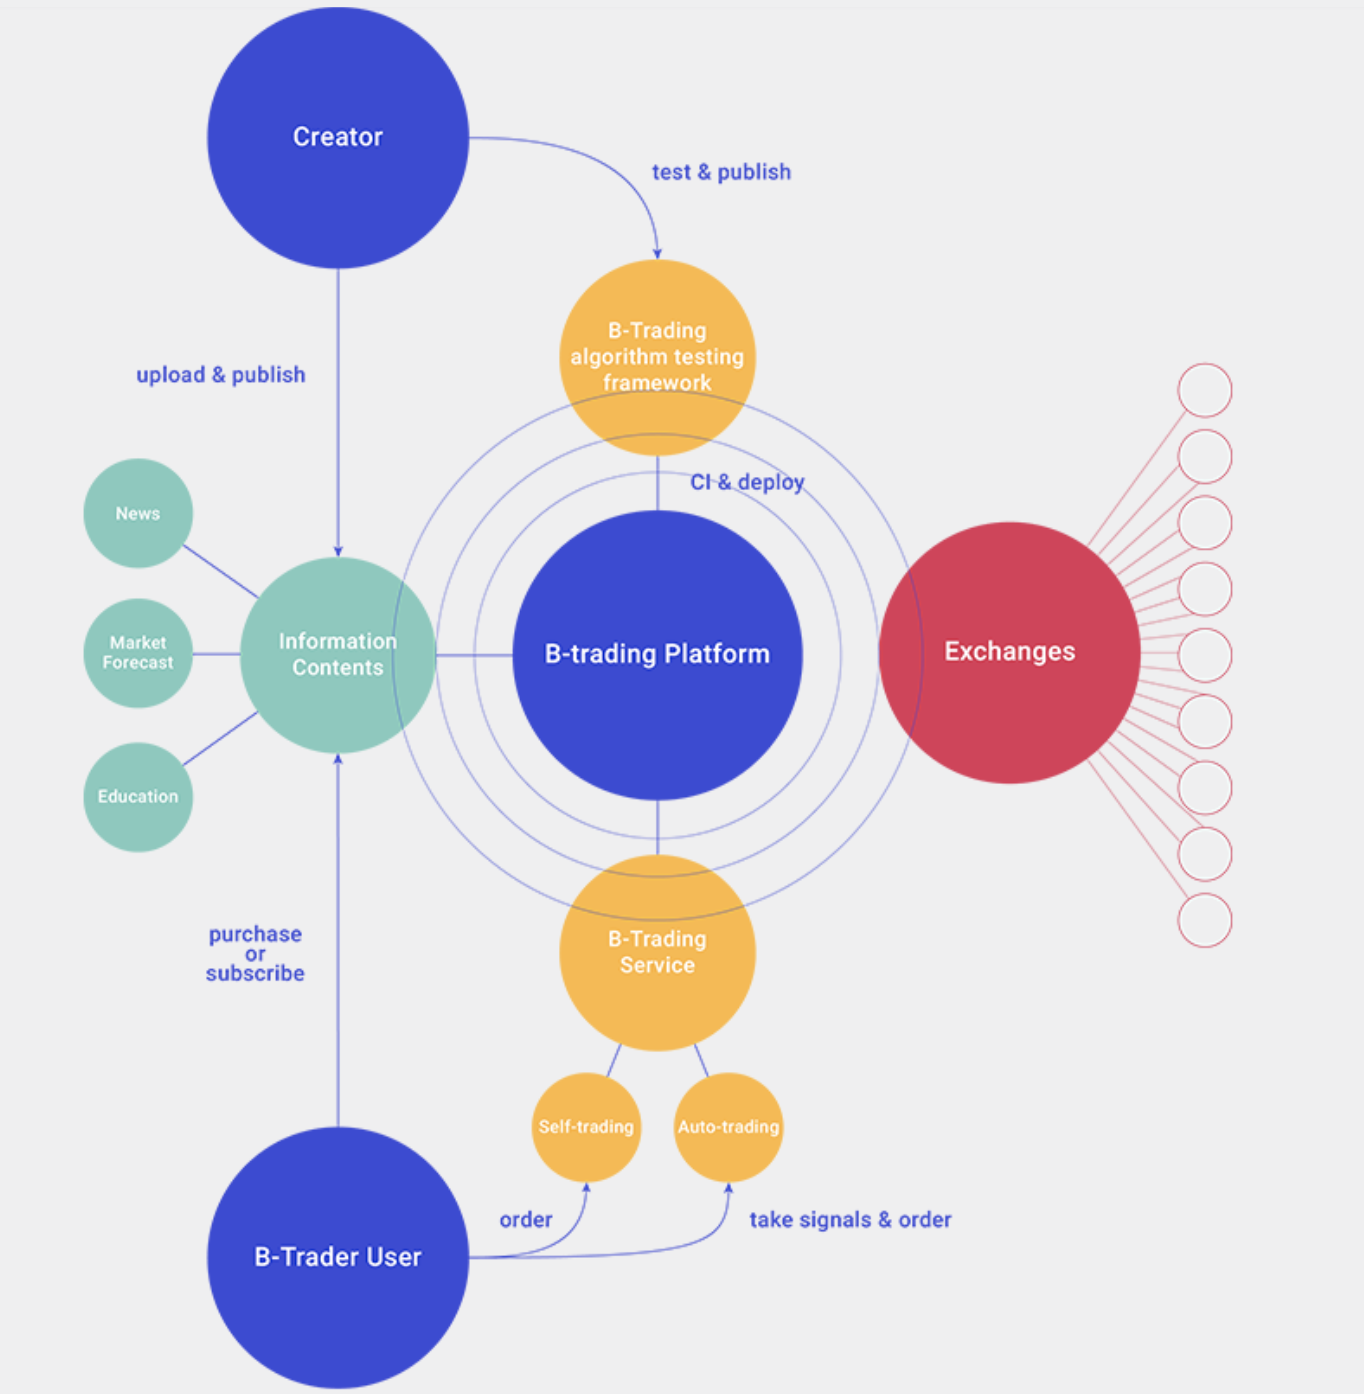 Creator
test & publish
B-Trading
algorithm testing
framework
upload & publish
CI & deploy
News
Market
Forecast
Education
Information
Contents
B-trading Platform
Exchanges
purchase
or
subscribe
B-Trading
Service
Self-trading
Auto-trading
order
take signals & order
B-Trader User